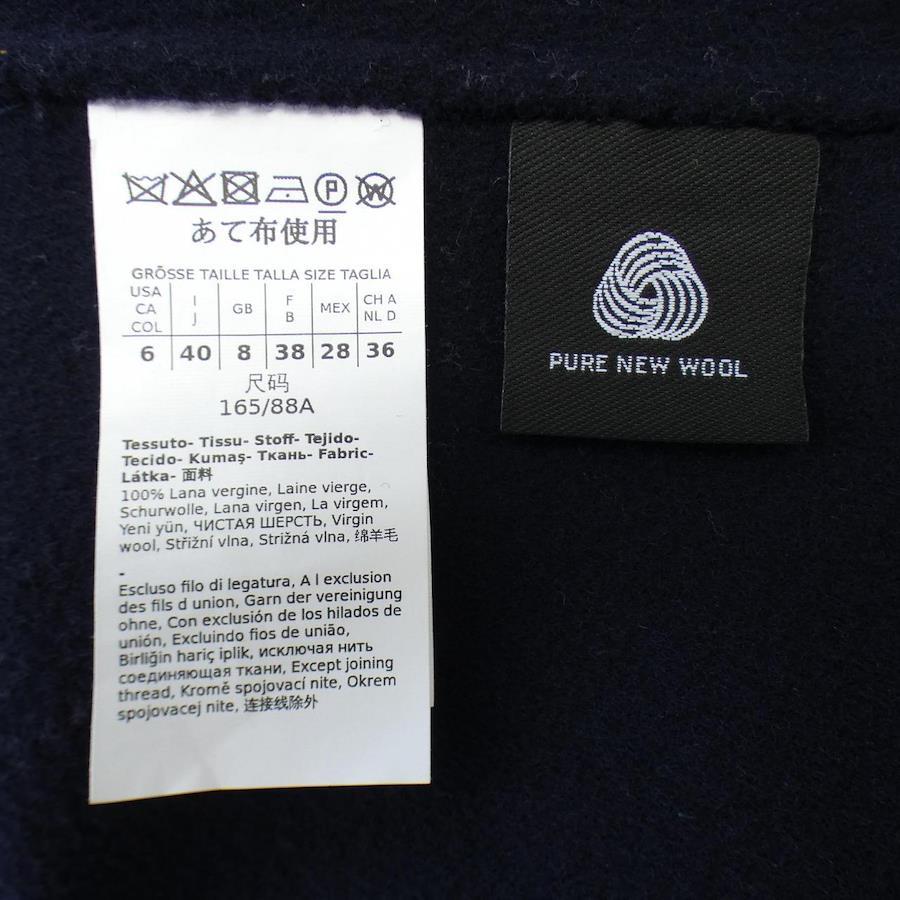 P W
あて布使用
GRÖSSE TAILLE TALLA SIZE TAGLIA
USA CA COL | I J | GB | F B | MEX | CH A NL D
6 | 40 | 8 | 38 | 28 | 36
尺码
165/88A
Tessuto- Tissu- Stoff- Tejido-
Tecido- Kumaş- Ткань- Fabric-
Látka- 面料
100% Lana vergine, Laine vierge,
Schurwolle, Lana virgen, La virgem,
Yeni yün, ЧИСТАЯ ШЕРСТЬ, Virgin
wool, Střižní vlna, Strižná vlna, 绵羊毛
-
Escluso filo di legatura, A l exclusion
des fils d union, Garn der vereinigung
ohne, Con exclusión de los hilados de
unión, Excluindo fios de união,
Birliğin hariç iplik, исключая нить
соединяющая ткани, Except joining
thread, Kromě spojovací nite, Okrem
spojovacej nite, 连接线除外
PURE NEW WOOL